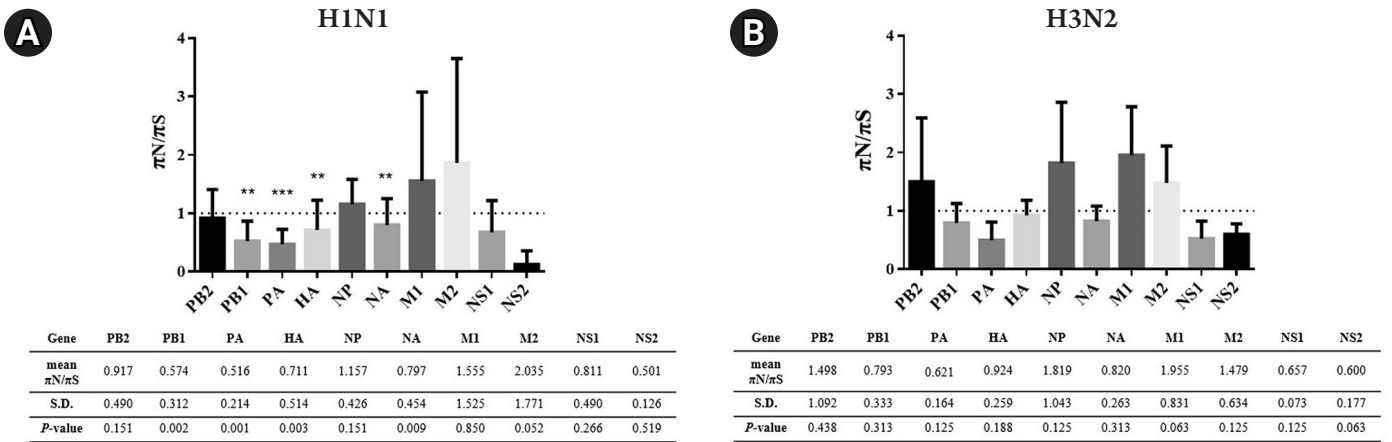 A
H1N1
4
3
2
1
0
πN/πS
** *** ** **
PB2 PB1 PA HA NP NA M1 M2 NS1 NS2
Gene PB2 PB1 PA HA NP NA M1 M2 NS1 NS2
mean
πN/πS 0.917 0.574 0.516 0.711 1.157 0.797 1.555 2.035 0.811 0.501
S.D. 0.490 0.312 0.214 0.514 0.426 0.454 1.525 1.771 0.490 0.126
P-value 0.151 0.002 0.001 0.003 0.151 0.009 0.850 0.052 0.266 0.519
B
H3N2
4
3
2
1
0
πN/πS
PB2 PB1 PA HA NP NA M1 M2 NS1 NS2
Gene PB2 PB1 PA HA NP NA M1 M2 NS1 NS2
mean
πN/πS 1.498 0.793 0.621 0.924 1.819 0.820 1.955 1.479 0.657 0.600
S.D. 1.092 0.333 0.164 0.259 1.043 0.263 0.831 0.634 0.073 0.177
P-value 0.438 0.313 0.125 0.188 0.125 0.313 0.063 0.125 0.125 0.063